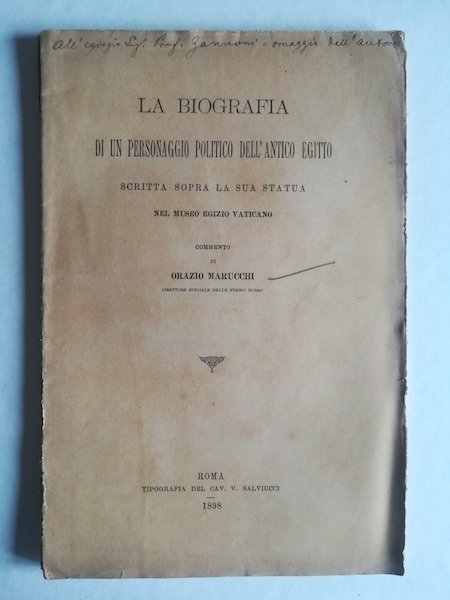 All'egregio Sig. Prof. Zannoni omaggio dell'autore
LA BIOGRAFIA
DI UN PERSONAGGIO POLITICO DELL'ANTICO EGITTO
SCRITTA SOPRA LA SUA STATUA
NEL MUSEO EGIZIO VATICANO
COMMENTO
DI
ORAZIO MARUCCHI
DIRETTORE SPECIALE DELLO STESSO MUSEO
ROMA
TIPOGRAFIA DEL CAV. V. SALVIUCCI
1898